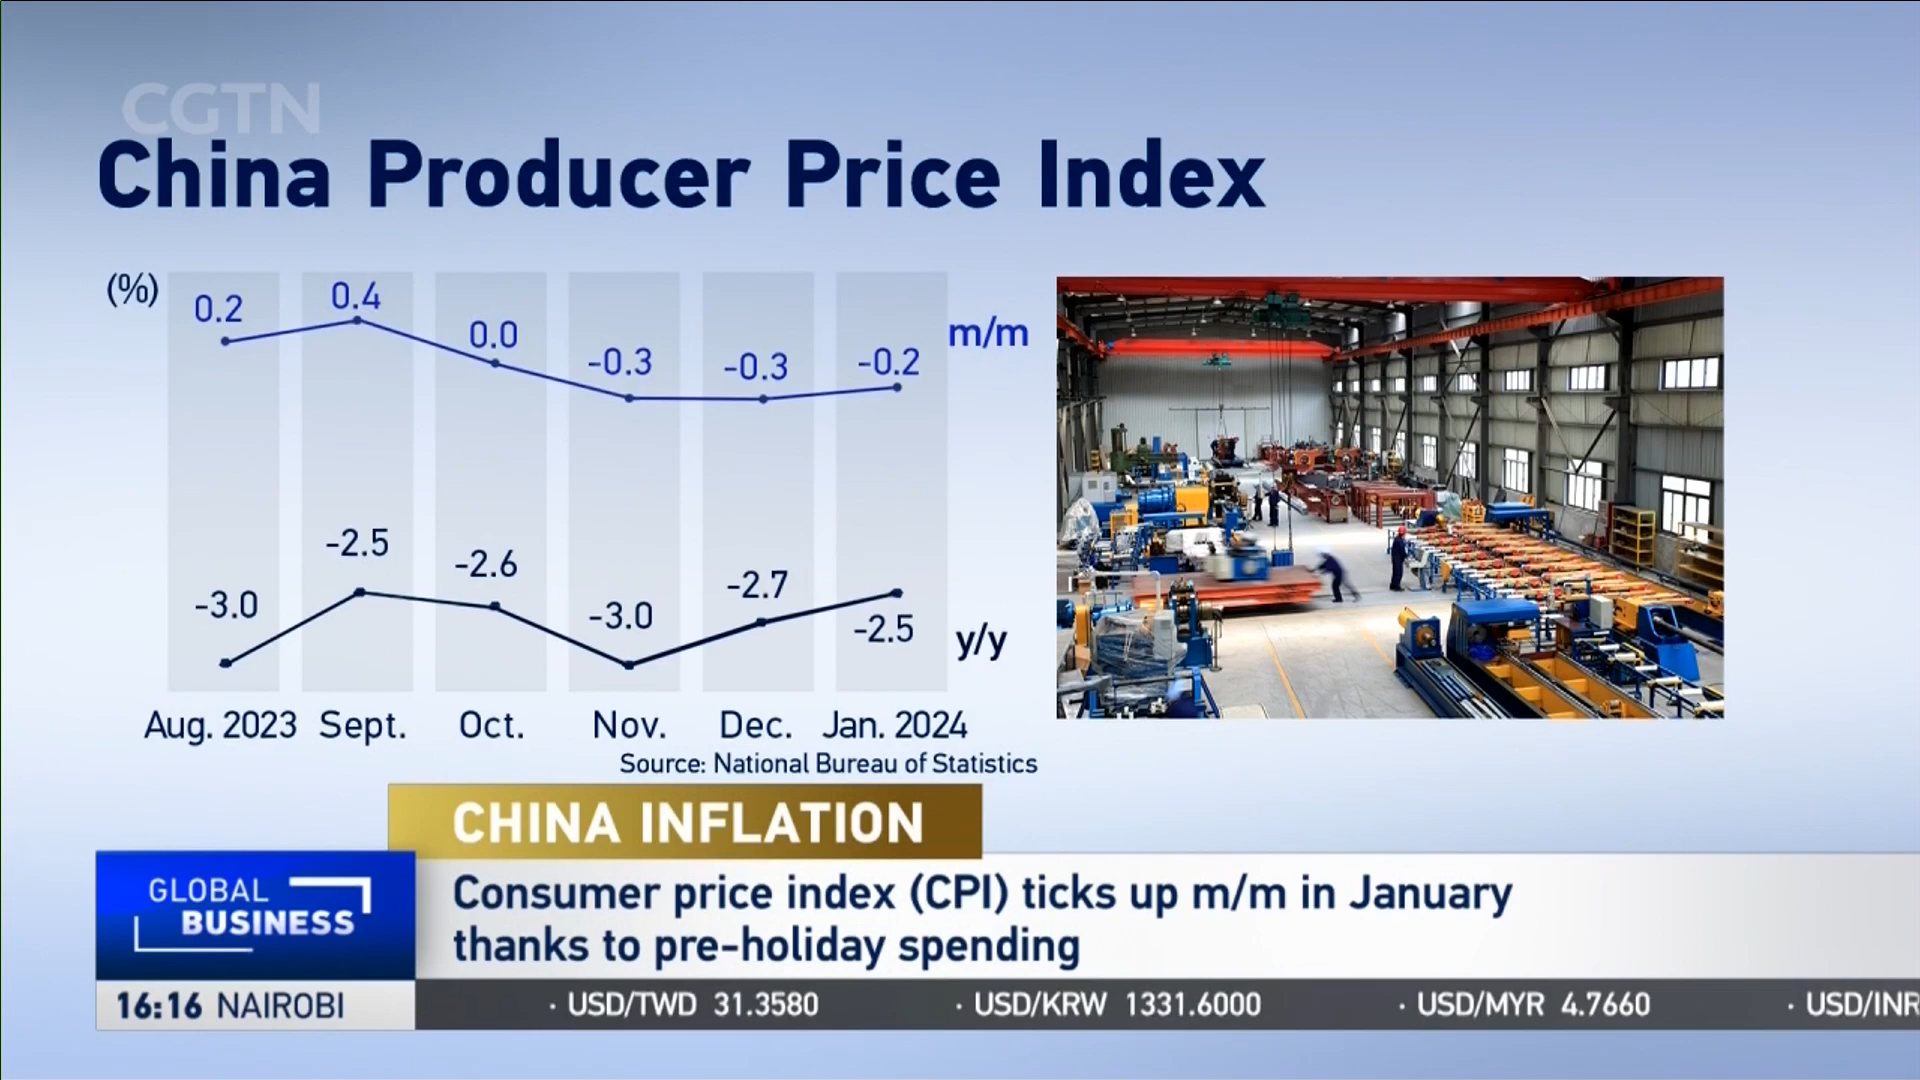 CGTN
China Producer Price Index
(%)
0.2 0.4 0.0 -0.3 -0.3 -0.2 m/m
-3.0 -2.5 -2.6 -3.0 -2.7 -2.5 y/y
Aug. 2023 Sept. Oct. Nov. Dec. Jan. 2024
Source: National Bureau of Statistics
CHINA INFLATION
GLOBAL
BUSINESS
Consumer price index (CPI) ticks up m/m in January
thanks to pre-holiday spending
16:16 NAIROBI
· USD/TWD 31.3580 · USD/KRW 1331.6000 · USD/MYR 4.7660 · USD/INR